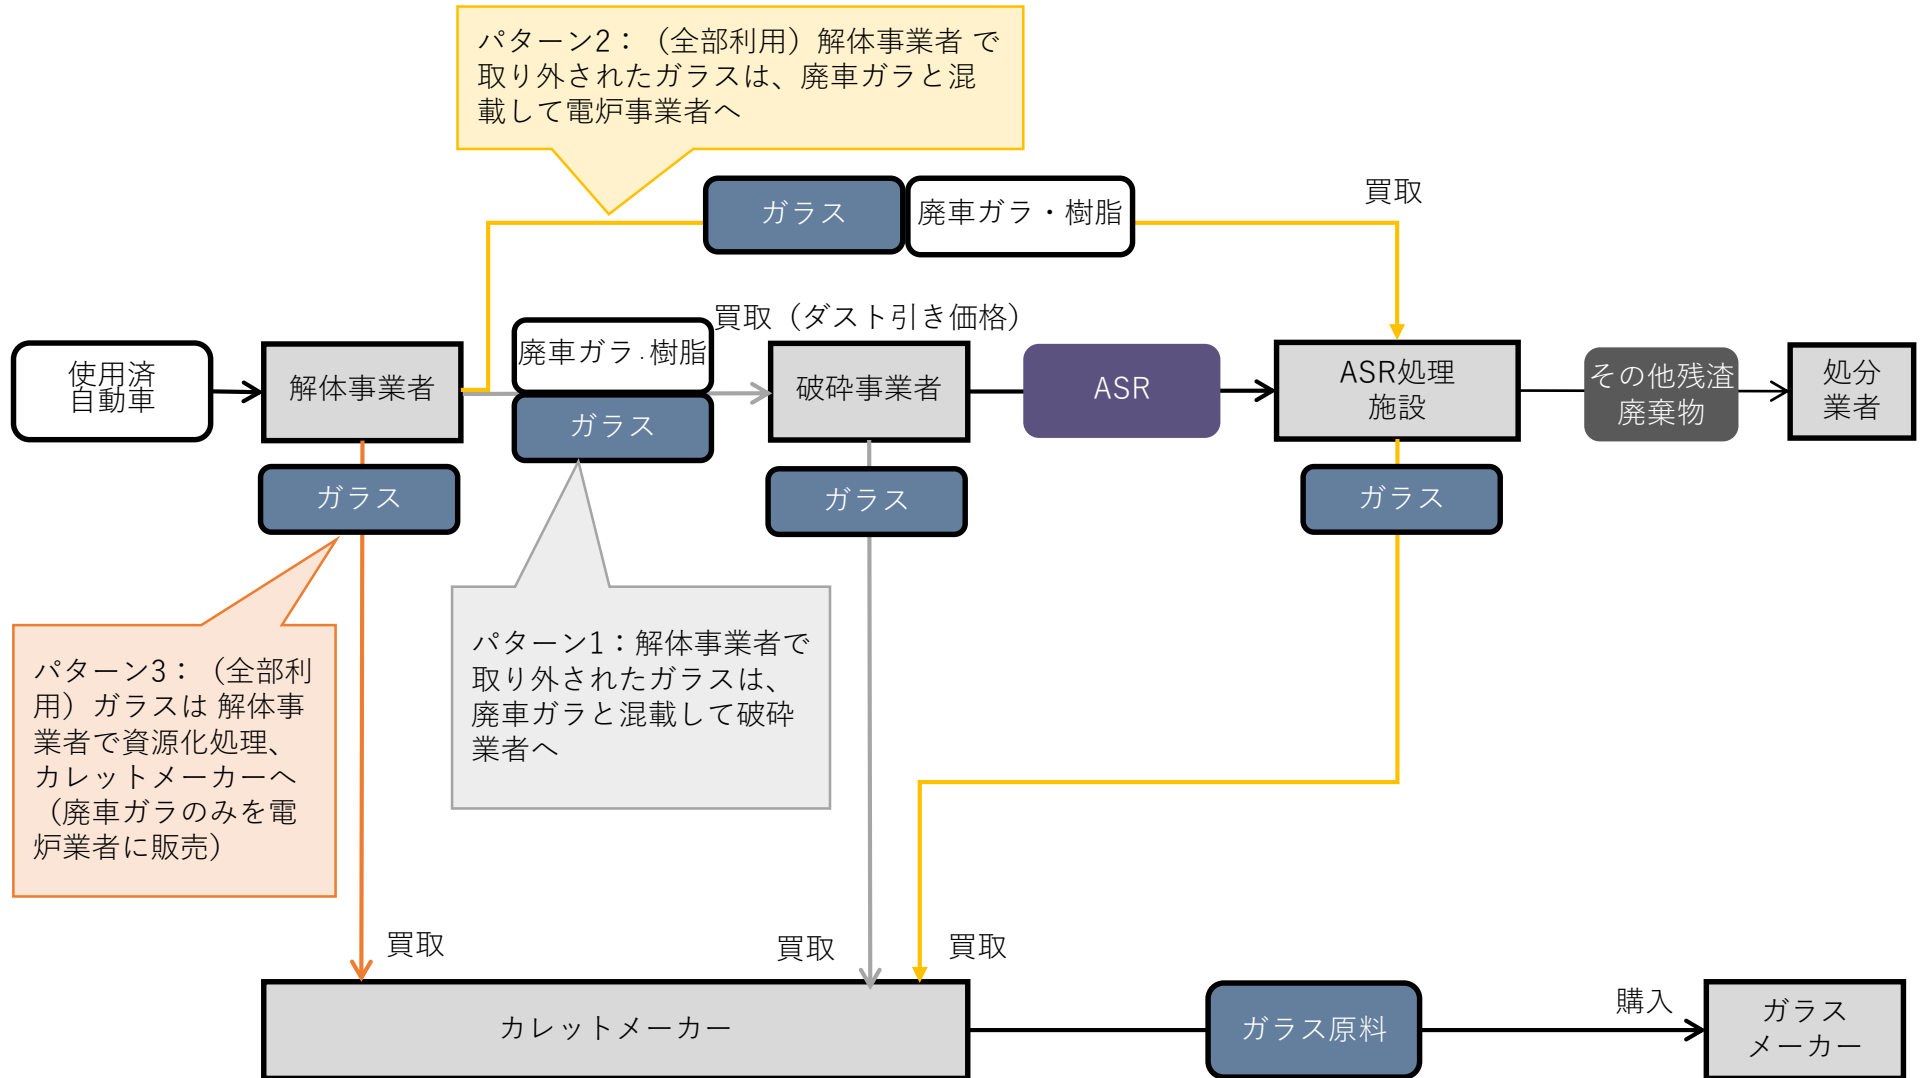 パターン2：（全部利用）解体事業者 で
取り外されたガラスは、廃車ガラと混
載して電炉事業者へ
ガラス
廃車ガラ・樹脂
買取
廃車ガラ・樹脂
ガラス
買取（ダスト引き価格）
使用済
自動車
解体事業者
破砕事業者
ASR
ASR処理
施設
その他残渣
廃棄物
処分
業者
ガラス
ガラス
ガラス
パターン3：（全部利
用）ガラスは 解体事
業者で資源化処理、
カレットメーカーへ
（廃車ガラのみを電
炉業者に販売）
パターン1：解体事業者で
取り外されたガラスは、
廃車ガラと混載して破砕
業者へ
買取
買取
買取
カレットメーカー
ガラス原料
購入
ガラス
メーカー